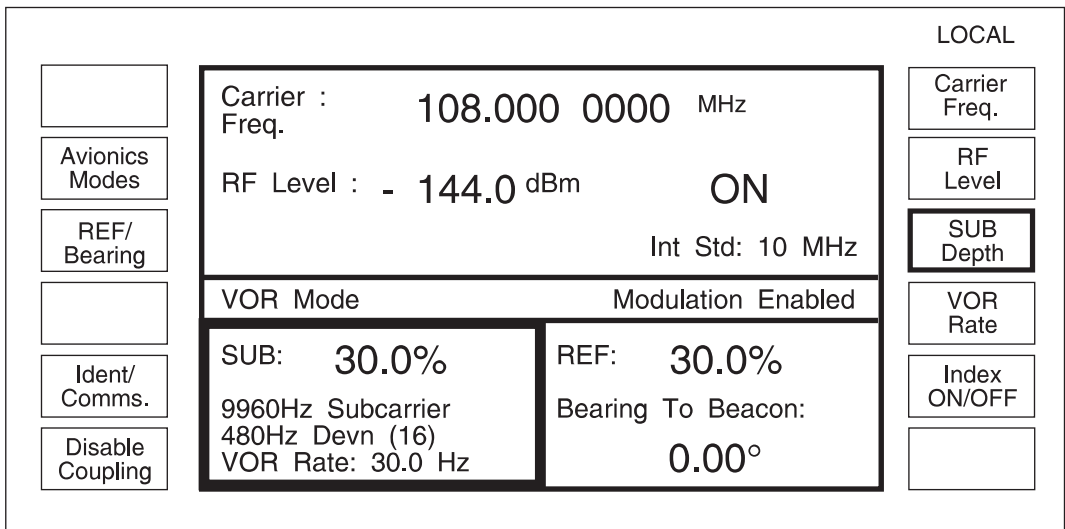 LOCAL
Avionics
Modes
REF/
Bearing
Ident/
Comms.
Disable
Coupling
Carrier :
Freq.
108.000 0000 MHz
RF Level : - 144.0 dBm ON
Int Std: 10 MHz
VOR Mode
Modulation Enabled
SUB: 30.0%
9960Hz Subcarrier
480Hz Devn (16)
VOR Rate: 30.0 Hz
REF: 30.0%
Bearing To Beacon:
0.00°
Carrier
Freq.
RF
Level
SUB
Depth
VOR
Rate
Index
ON/OFF